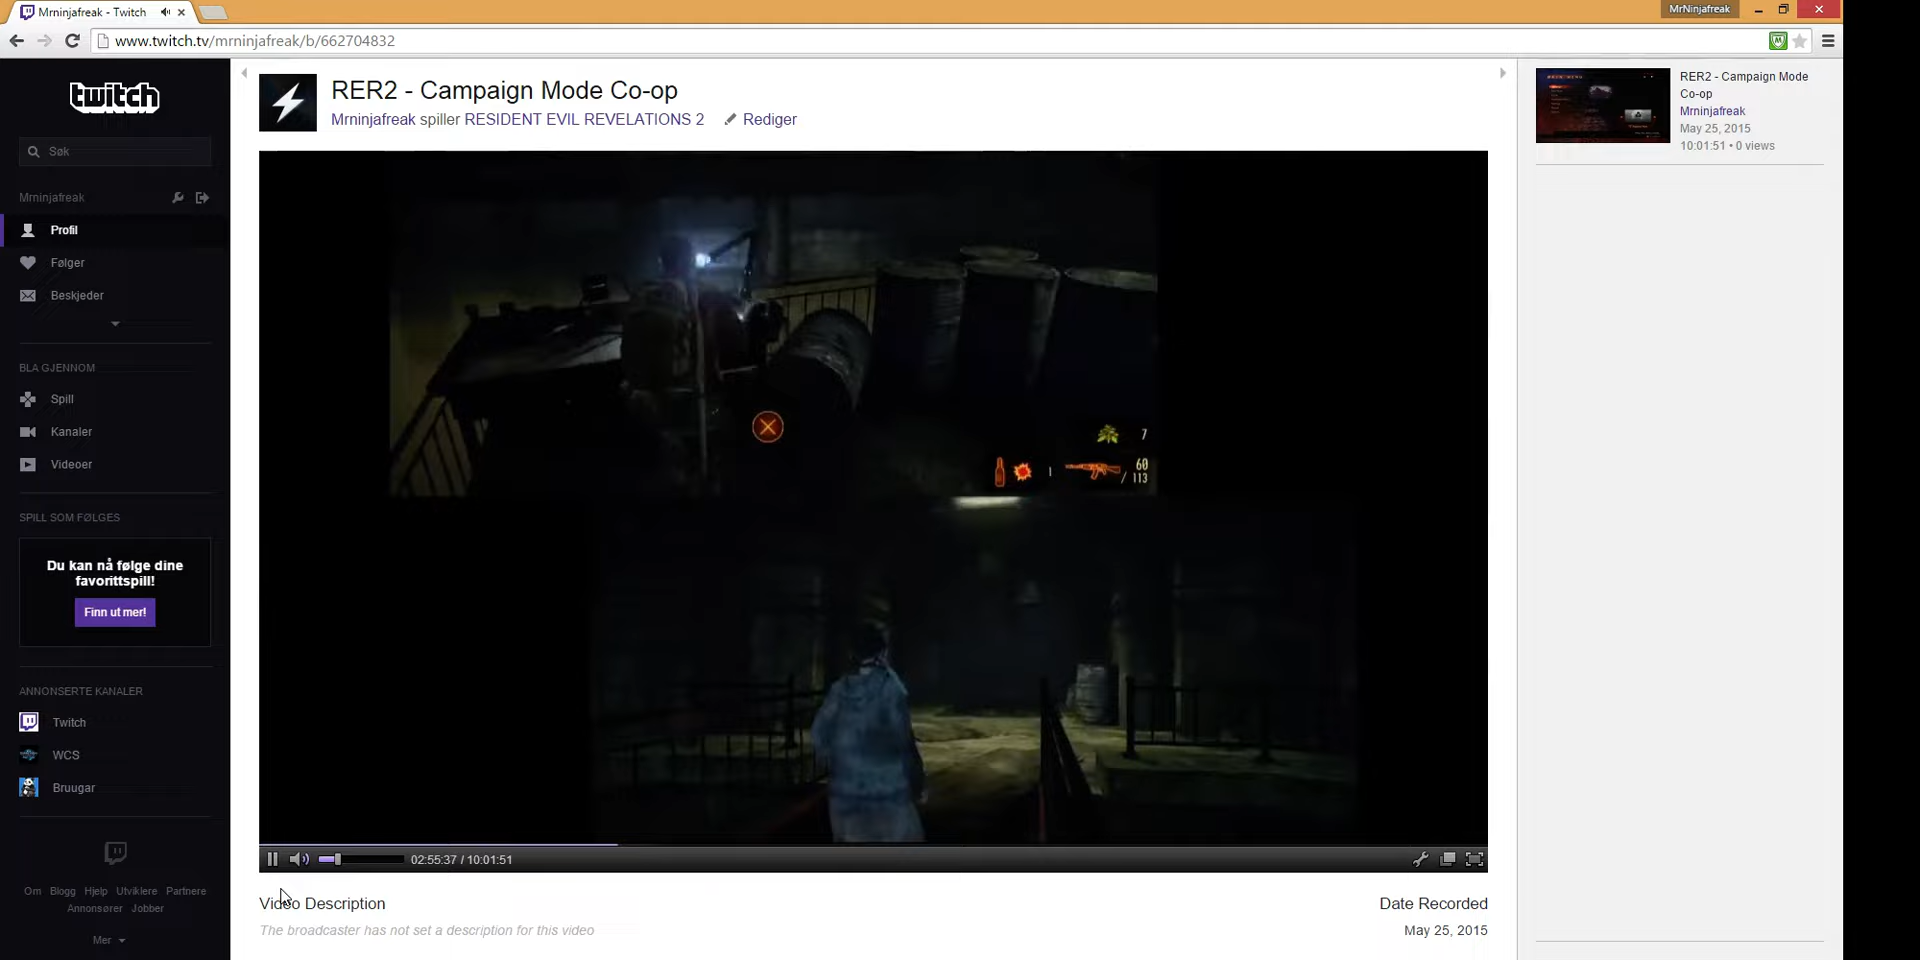 Mrninjafreak - Twitch
MrNinjafreak
www.twitch.tv/mrninjafreak/b/662704832
twitch
Søk
Mrninjafreak
Profil
Følger
Beskjeder
BLA GJENNOM
Spill
Kanaler
Videoer
SPILL SOM FØLGES
Du kan nå følge dine
favorittspill!
Finn ut mer!
ANNONSERTE KANALER
Twitch
WCS
Bruugar
Om Blogg Hjelp Utviklere Partnere
Annonsører Jobber
Mer
RER2 - Campaign Mode Co-op
Mrninjafreak spiller RESIDENT EVIL REVELATIONS 2 Rediger
7
1
60
/ 113
02:55:37 / 10:01:51
Video Description
The broadcaster has not set a description for this video
Date Recorded
May 25, 2015
RER2 - Campaign Mode
Co-op
Mrninjafreak
May 25, 2015
10:01:51 • 0 views